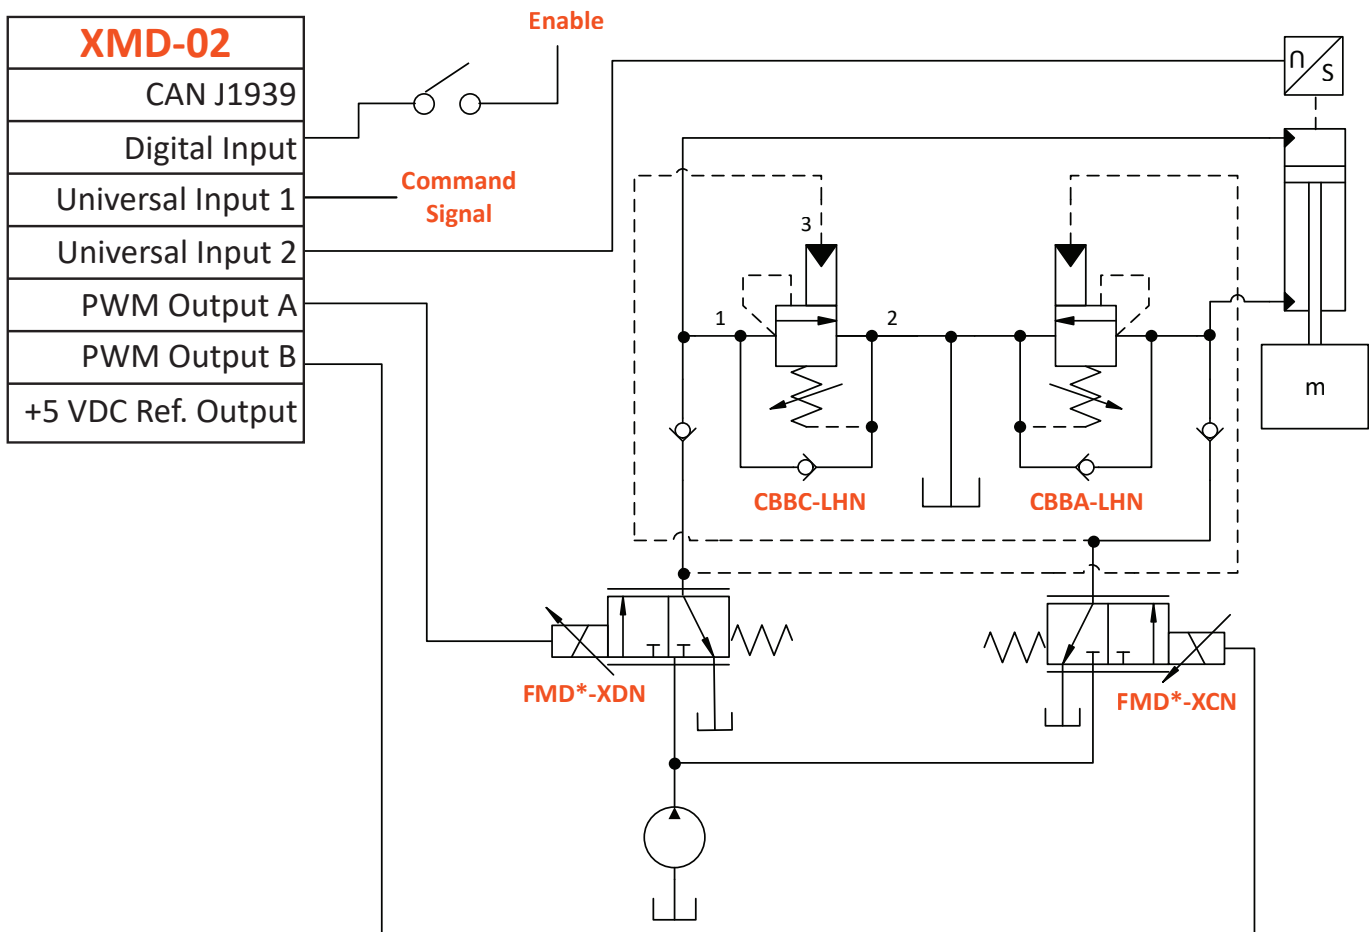 XMD-02
CAN J1939
Digital Input
Universal Input 1
Universal Input 2
PWM Output A
PWM Output B
+5 VDC Ref. Output
Enable
Command
Signal
∩
S
3
1
2
m
CBBC-LHN
CBBA-LHN
FMD*-XDN
FMD*-XCN